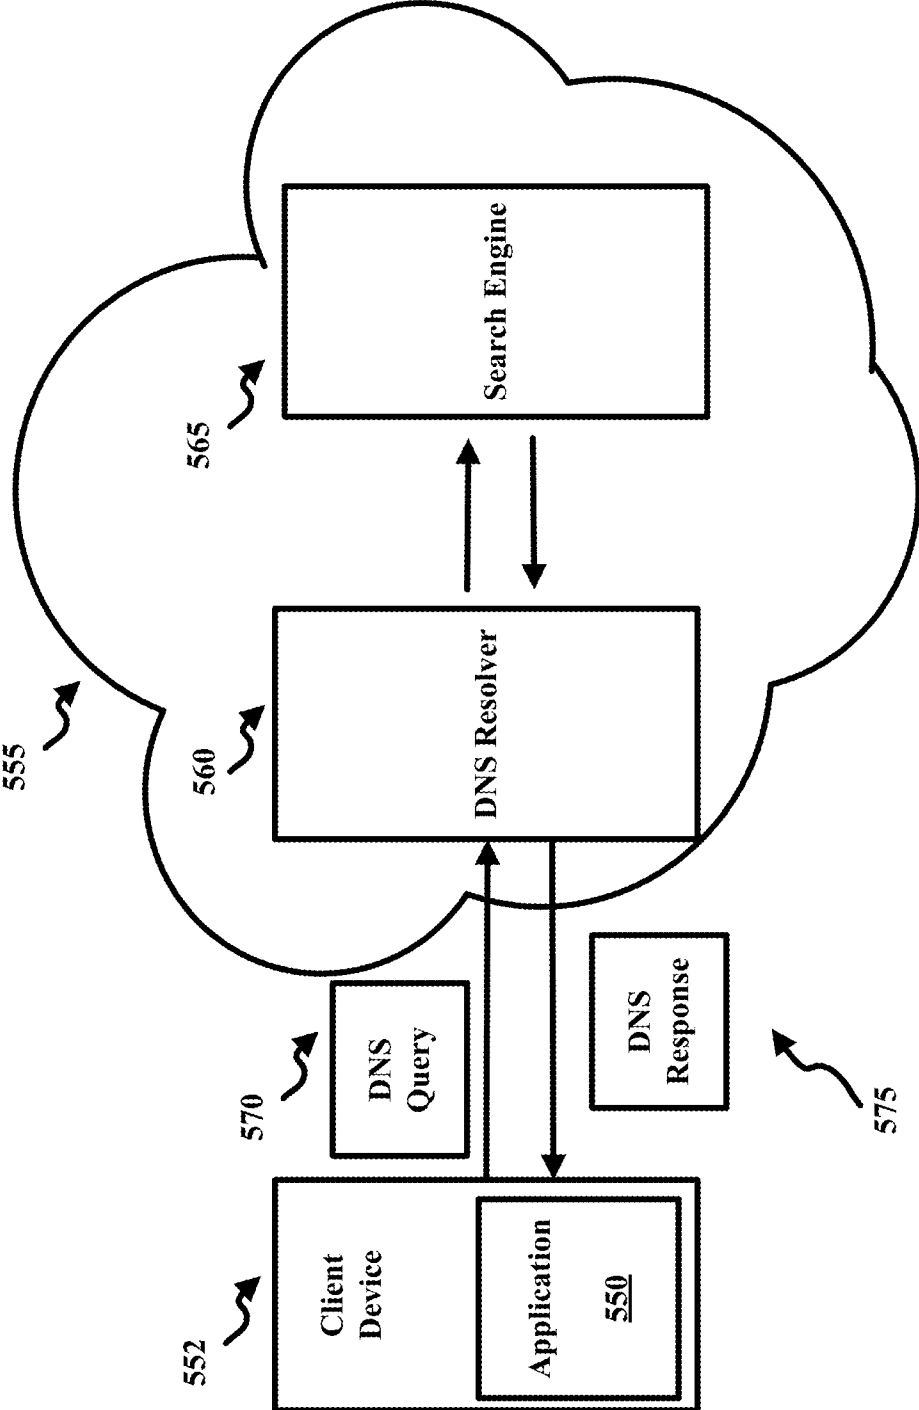 555
552
Client
Device
Application
550
570
DNS
Query
DNS
Response
575
560
DNS Resolver
565
Search Engine